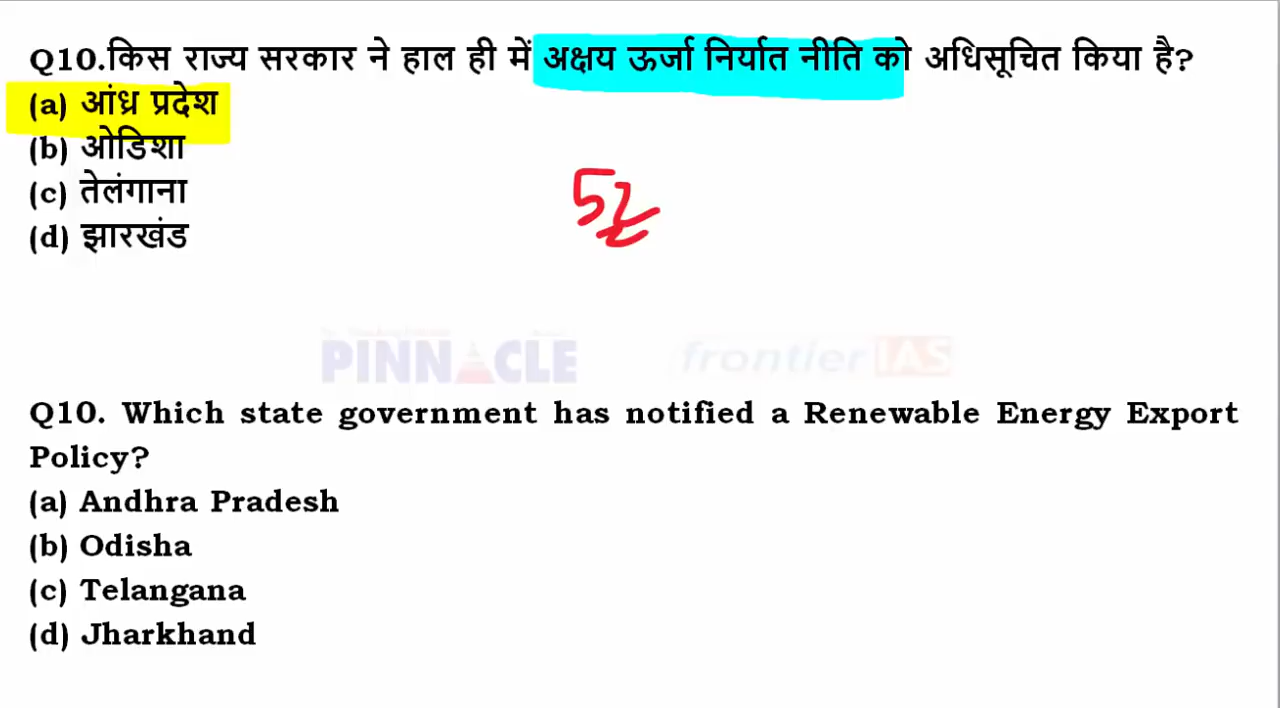 Q10.किस राज्य सरकार ने हाल ही में अक्षय ऊर्जा निर्यात नीति को अधिसूचित किया है?
(a) आंध्र प्रदेश
(b) ओडिशा
(c) तेलंगाना
(d) झारखंड
52
PINNACLE frontier IAS
Q10. Which state government has notified a Renewable Energy Export
Policy?
(a) Andhra Pradesh
(b) Odisha
(c) Telangana
(d) Jharkhand